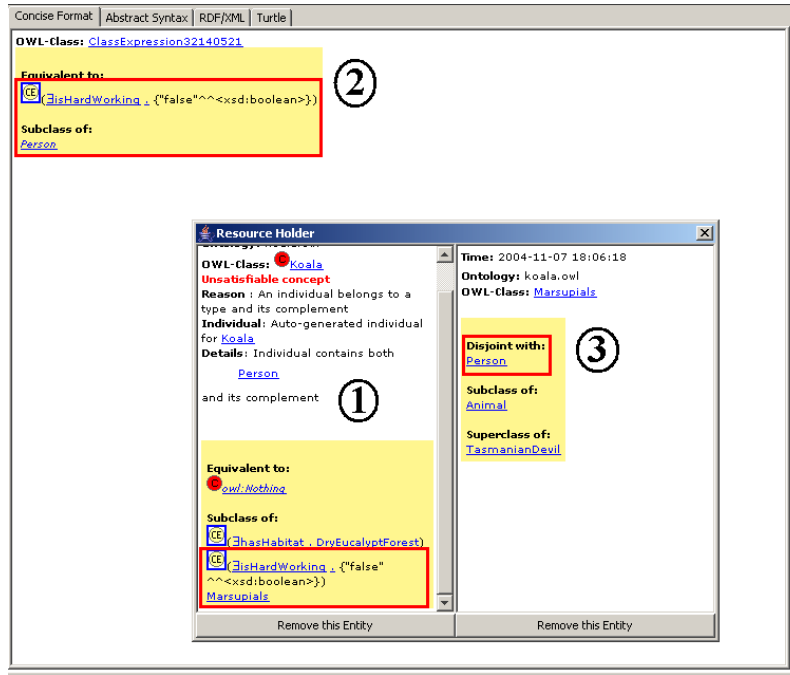 Concise Format Abstract Syntax RDF/XML Turtle
OWL-Class: ClassExpression32140521
Equivalent to:
CE (∃isHardWorking . {"false"^^<xsd:boolean>})
Subclass of:
Person
2
Resource Holder
OWL-Class: C Koala
Unsatisfiable concept
Reason : An individual belongs to a
type and its complement
Individual: Auto-generated individual
for Koala
Details: Individual contains both
Person
and its complement
1
Equivalent to:
C owl:Nothing
Subclass of:
CE (∃hasHabitat . DryEucalyptForest)
CE (∃isHardWorking . {"false"
^^<xsd:boolean>})
Marsupials
Remove this Entity
Time: 2004-11-07 18:06:18
Ontology: koala.owl
OWL-Class: Marsupials
Disjoint with:
Person
3
Subclass of:
Animal
Superclass of:
TasmanianDevil
Remove this Entity